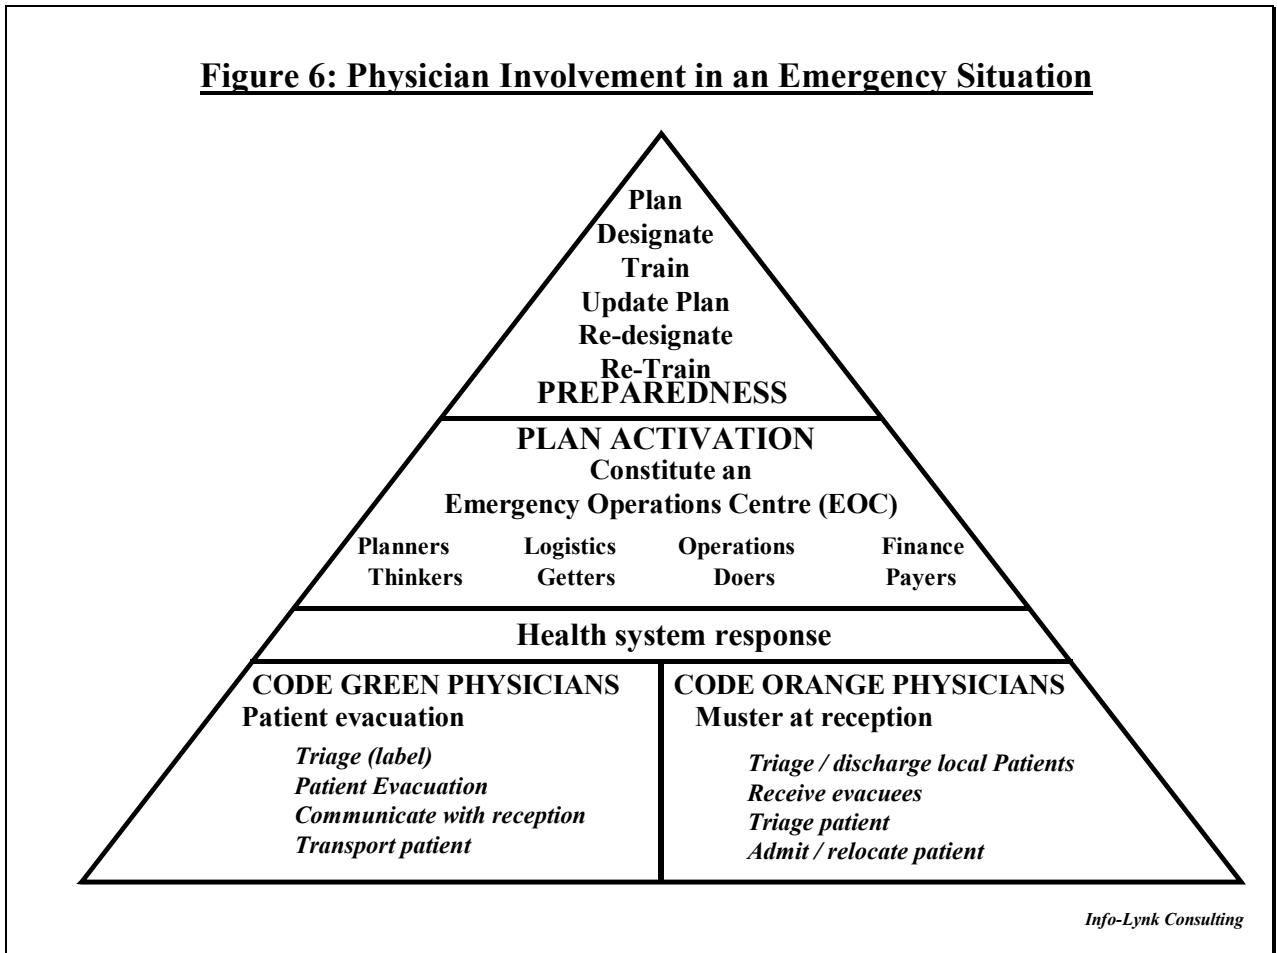 Figure 6: Physician Involvement in an Emergency Situation
Plan
Designate
Train
Update Plan
Re-designate
Re-Train
PREPAREDNESS
PLAN ACTIVATION
Constitute an
Emergency Operations Centre (EOC)
Planners Logistics Operations Finance
Thinkers Getters Doers Payers
Health system response
CODE GREEN PHYSICIANS
Patient evacuation
Triage (label)
Patient Evacuation
Communicate with reception
Transport patient
CODE ORANGE PHYSICIANS
Muster at reception
Triage / discharge local Patients
Receive evacuees
Triage patient
Admit / relocate patient
Info-Lynk Consulting